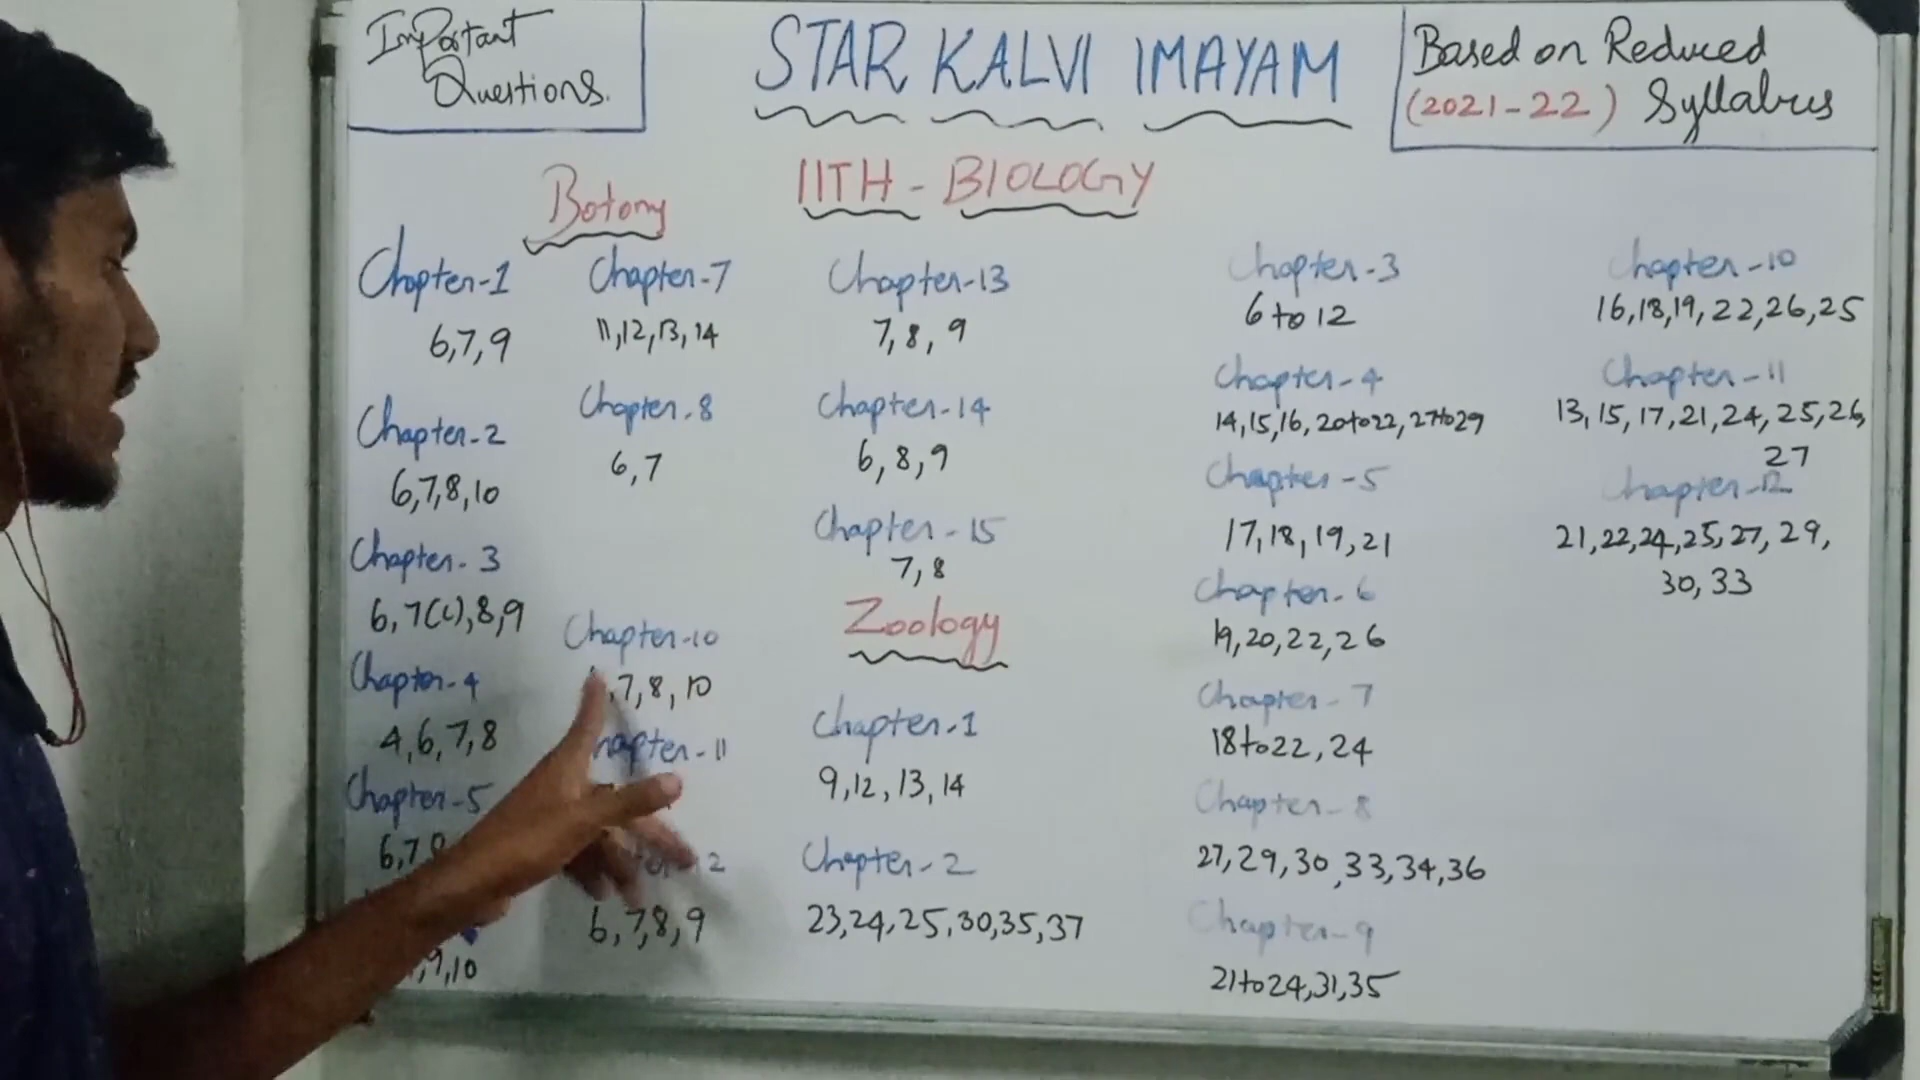 Important
Questions.
STAR KALVI IMAYAM
Based on Reduced
(2021-22) Syllabus
11TH - BIOLOGY
Botony
Chapter-1
6,7,9
Chapter-2
6,7,8,10
Chapter-3
6,7(c),8,9
Chapter-4
4,6,7,8
Chapter-5
6,7
9,10
Chapter-7
11,12,13,14
Chapter-8
6,7
Chapter-10
7,8,10
Chapter-11
6,7,8,9
Chapter-13
7,8,9
Chapter-14
6,8,9
Chapter-15
7,8
Zoology
Chapter-1
9,12,13,14
Chapter-2
23,24,25,30,35,37
Chapter-3
6 to 12
Chapter-4
14,15,16,20to22,27to29
Chapter-5
17,18,19,21
Chapter-6
19,20,22,26
Chapter-7
18to22,24
Chapter-8
27,29,30,33,34,36
Chapter-9
21to24,31,35
Chapter-10
16,18,19,22,26,25
Chapter-11
13,15,17,21,24,25,26,
27
Chapter-12
21,22,24,25,27,29,
30,33